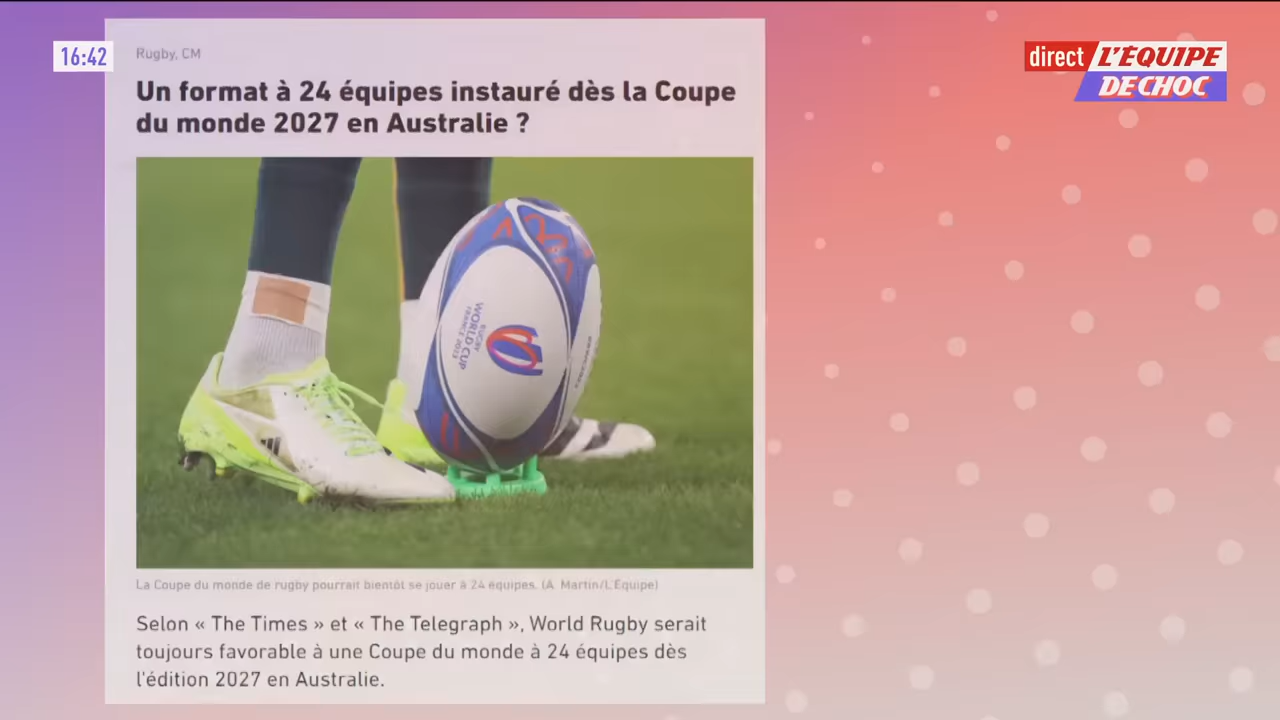 16:42
direct L'ÉQUIPE
DE CHOC
Rugby, CM
Un format à 24 équipes instauré dès la Coupe
du monde 2027 en Australie ?
RUGBY
WORLD CUP
FRANCE 2023
La Coupe du monde de rugby pourrait bientôt se jouer à 24 équipes. (A. Martin/L'Équipe)
Selon « The Times » et « The Telegraph », World Rugby serait
toujours favorable à une Coupe du monde à 24 équipes dès
l'édition 2027 en Australie.